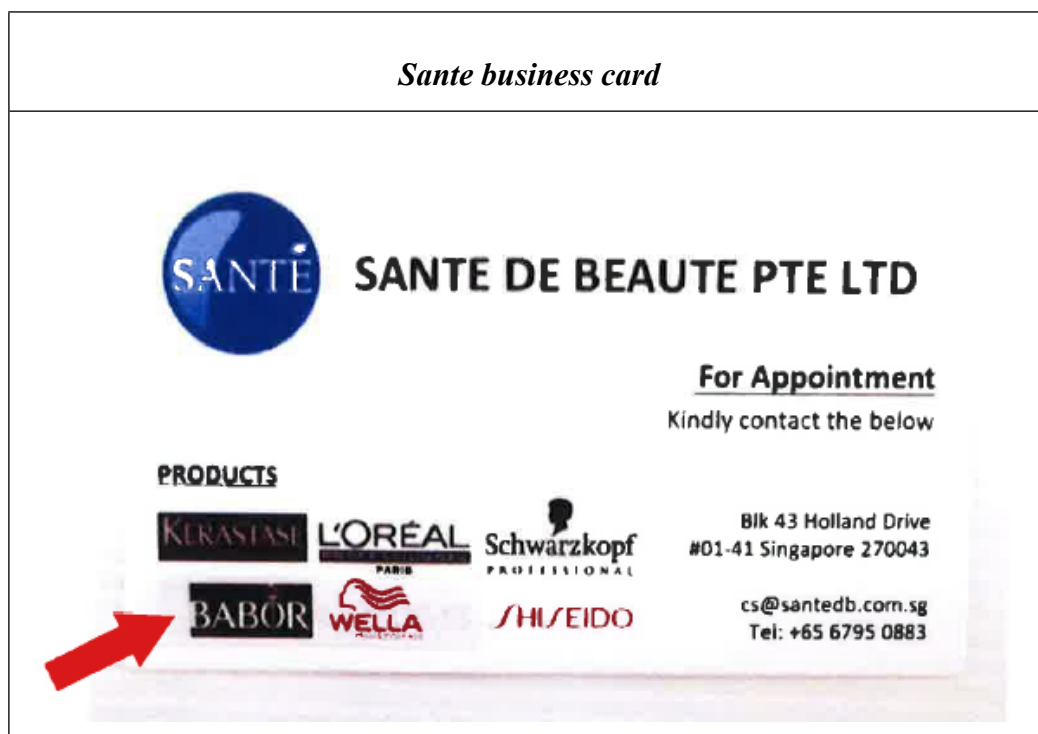 Sante business card
SANTÉ
SANTE DE BEAUTE PTE LTD
For Appointment
Kindly contact the below
PRODUCTS
KERASTASE L'ORÉAL
PARIS
Schwarzkopf
PROFESSIONAL
BABOR WELLA SHISEIDO
Blk 43 Holland Drive
#01-41 Singapore 270043
cs@santedb.com.sg
Tel: +65 6795 0883